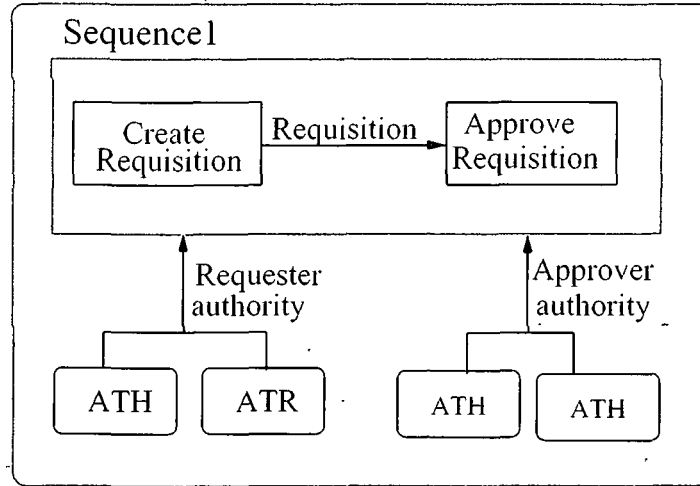 Sequence1
Create
Requisition
Requisition
Approve
Requisition
Requester
authority
Approver
authority
ATH
ATR
ATH
ATH